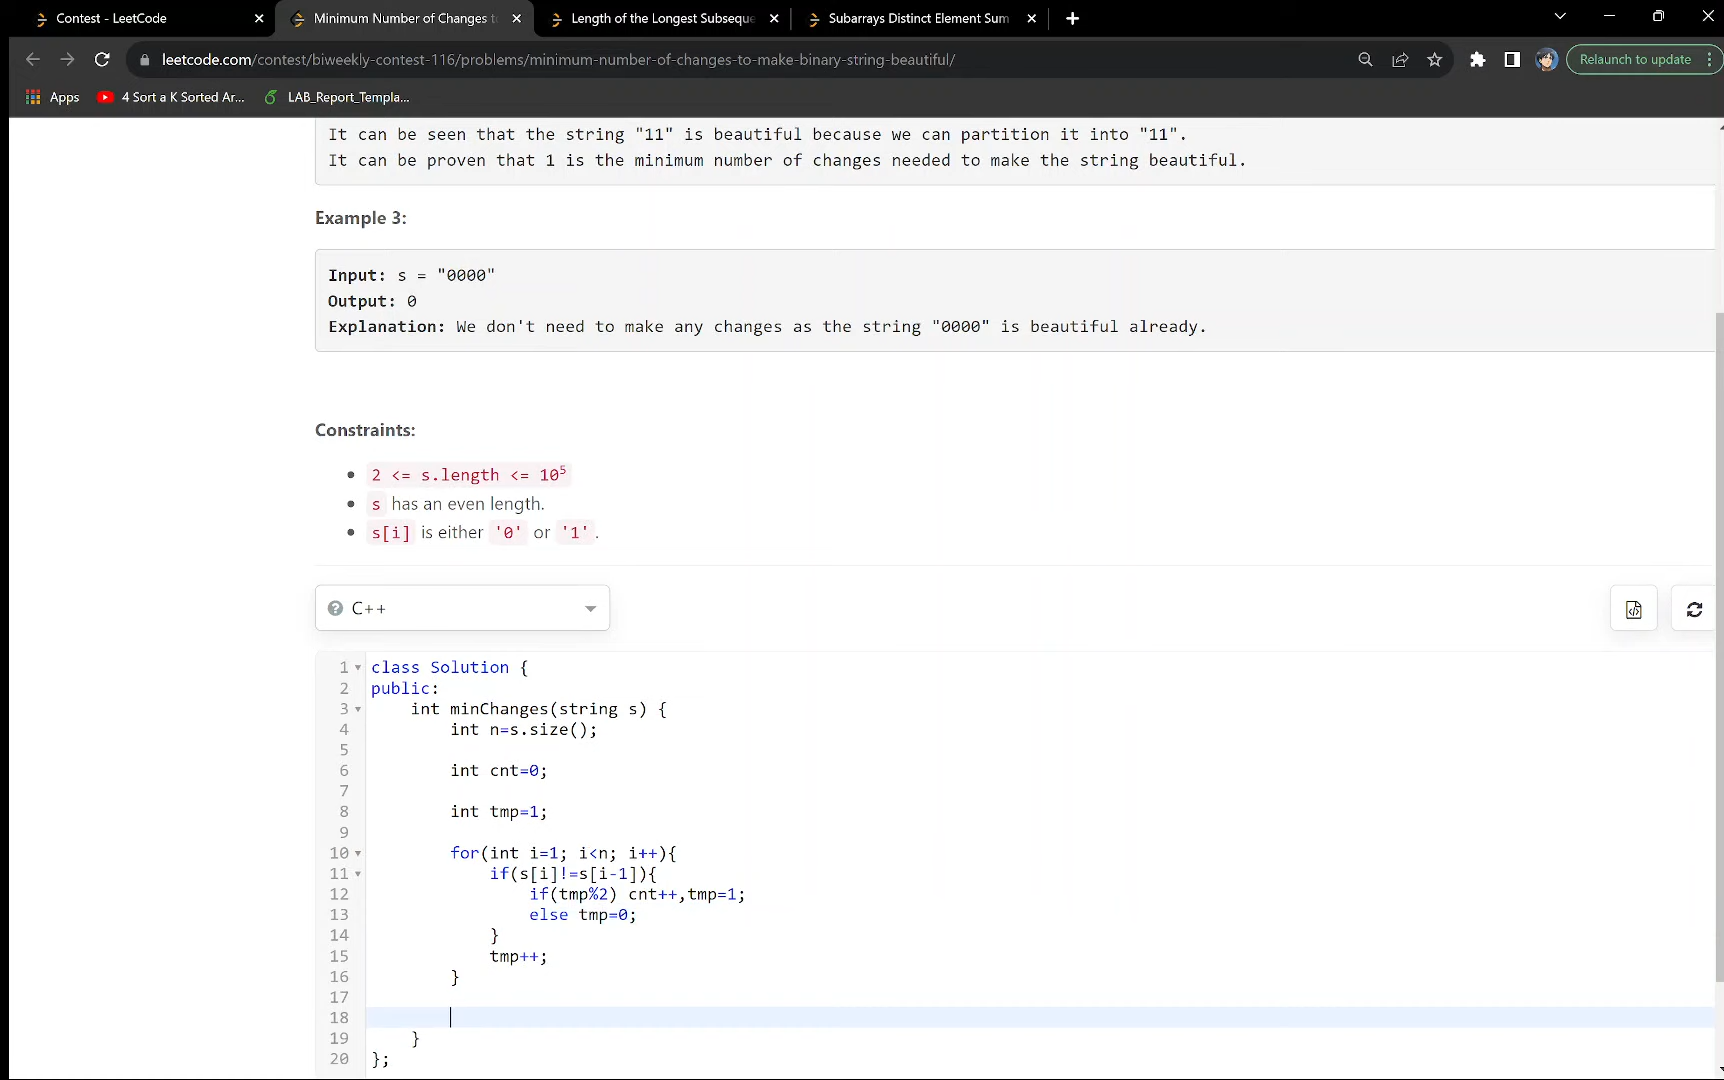 Contest - LeetCode
Minimum Number of Changes t
Length of the Longest Subseque
Subarrays Distinct Element Sum
leetcode.com/contest/biweekly-contest-116/problems/minimum-number-of-changes-to-make-binary-string-beautiful/
Relaunch to update
Apps
4 Sort a K Sorted Ar...
LAB_Report_Templa...
It can be seen that the string "11" is beautiful because we can partition it into "11".
It can be proven that 1 is the minimum number of changes needed to make the string beautiful.
Example 3:
Input: s = "0000"
Output: 0
Explanation: We don't need to make any changes as the string "0000" is beautiful already.
Constraints:
2 <= s.length <= 10⁵
s has an even length.
s[i] is either '0' or '1'.
C++
1 class Solution {
2 public:
3 int minChanges(string s) {
4 int n=s.size();
5
6 int cnt=0;
7
8 int tmp=1;
9
10 for(int i=1; i<n; i++){
11 if(s[i]!=s[i-1]){
12 if(tmp%2) cnt++,tmp=1;
13 else tmp=0;
14 }
15 tmp++;
16 }
17
18
19 }
20 };